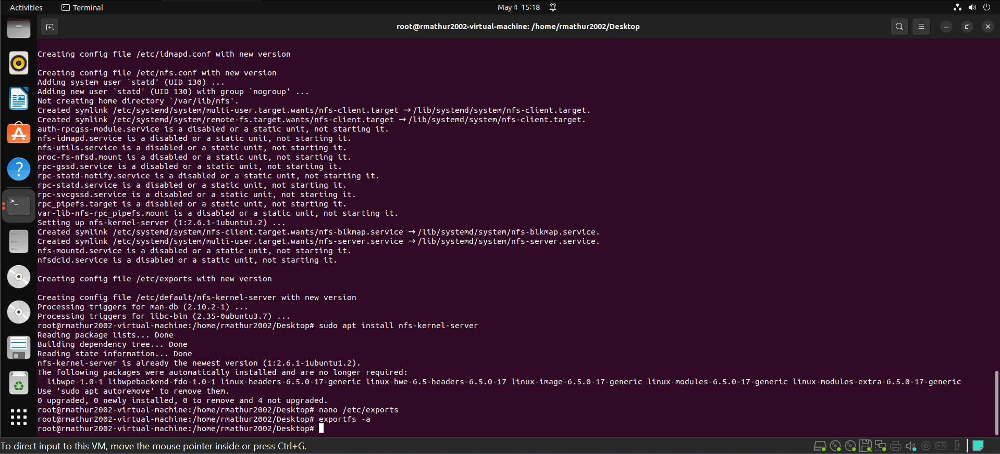 Activities
Terminal
May 4 15:18
root@rmathur2002-virtual-machine: /home/rmathur2002/Desktop
Creating config file /etc/idmapd.conf with new version
Creating config file /etc/nfs.conf with new version
Adding system user `statd' (UID 130) ...
Adding new user `statd' (UID 130) with group `nogroup' ...
Not creating home directory `/var/lib/nfs'.
Created symlink /etc/systemd/system/multi-user.target.wants/nfs-client.target → /lib/systemd/system/nfs-client.target.
Created symlink /etc/systemd/system/remote-fs.target.wants/nfs-client.target → /lib/systemd/system/nfs-client.target.
auth-rpcgss-module.service is a disabled or a static unit, not starting it.
nfs-idmapd.service is a disabled or a static unit, not starting it.
nfs-utils.service is a disabled or a static unit, not starting it.
proc-fs-nfsd.mount is a disabled or a static unit, not starting it.
rpc-gssd.service is a disabled or a static unit, not starting it.
rpc-statd-notify.service is a disabled or a static unit, not starting it.
rpc-statd.service is a disabled or a static unit, not starting it.
rpc-svcgssd.service is a disabled or a static unit, not starting it.
rpc_pipefs.target is a disabled or a static unit, not starting it.
var-lib-nfs-rpc_pipefs.mount is a disabled or a static unit, not starting it.
Setting up nfs-kernel-server (1:2.6.1-1ubuntu1.2) ...
Created symlink /etc/systemd/system/nfs-client.target.wants/nfs-blkmap.service → /lib/systemd/system/nfs-blkmap.service.
Created symlink /etc/systemd/system/multi-user.target.wants/nfs-server.service → /lib/systemd/system/nfs-server.service.
nfs-mountd.service is a disabled or a static unit, not starting it.
nfsdcld.service is a disabled or a static unit, not starting it.
Creating config file /etc/exports with new version
Creating config file /etc/default/nfs-kernel-server with new version
Processing triggers for man-db (2.10.2-1) ...
Processing triggers for libc-bin (2.35-0ubuntu3.7) ...
root@rmathur2002-virtual-machine:/home/rmathur2002/Desktop# sudo apt install nfs-kernel-server
Reading package lists... Done
Building dependency tree... Done
Reading state information... Done
nfs-kernel-server is already the newest version (1:2.6.1-1ubuntu1.2).
The following packages were automatically installed and are no longer required:
libwpe-1.0-1 libwpebackend-fdo-1.0-1 linux-headers-6.5.0-17-generic linux-hwe-6.5-headers-6.5.0-17 linux-image-6.5.0-17-generic linux-modules-6.5.0-17-generic linux-modules-extra-6.5.0-17-generic
Use 'sudo apt autoremove' to remove them.
0 upgraded, 0 newly installed, 0 to remove and 4 not upgraded.
root@rmathur2002-virtual-machine:/home/rmathur2002/Desktop# nano /etc/exports
root@rmathur2002-virtual-machine:/home/rmathur2002/Desktop# exportfs -a
root@rmathur2002-virtual-machine:/home/rmathur2002/Desktop#
To direct input to this VM, move the mouse pointer inside or press Ctrl+G.